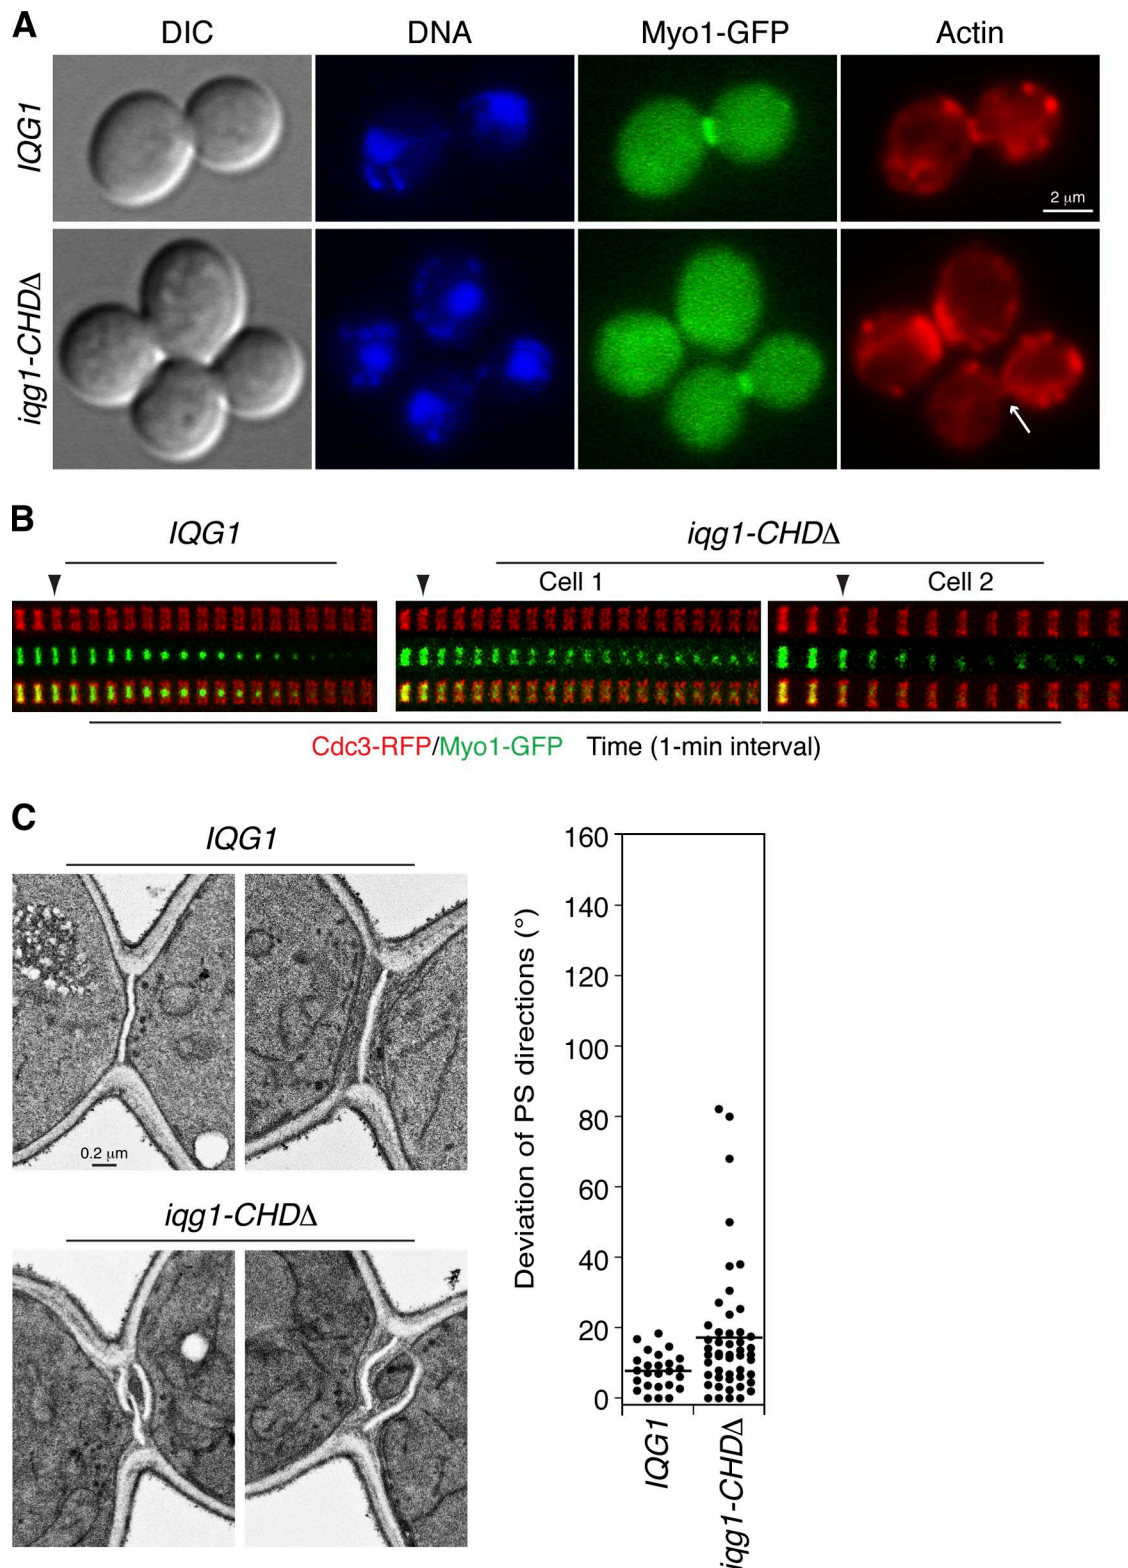 A
DIC DNA Myo1-GFP Actin
IQG1
2 μm
iqg1-CHDΔ
B
IQG1 iqg1-CHDΔ
Cell 1 Cell 2
Cdc3-RFP/Myo1-GFP Time (1-min interval)
C
IQG1
0.2 μm
iqg1-CHDΔ
Deviation of PS directions (°)
160
140
120
100
80
60
40
20
0
IQG1 iqg1-CHDΔ